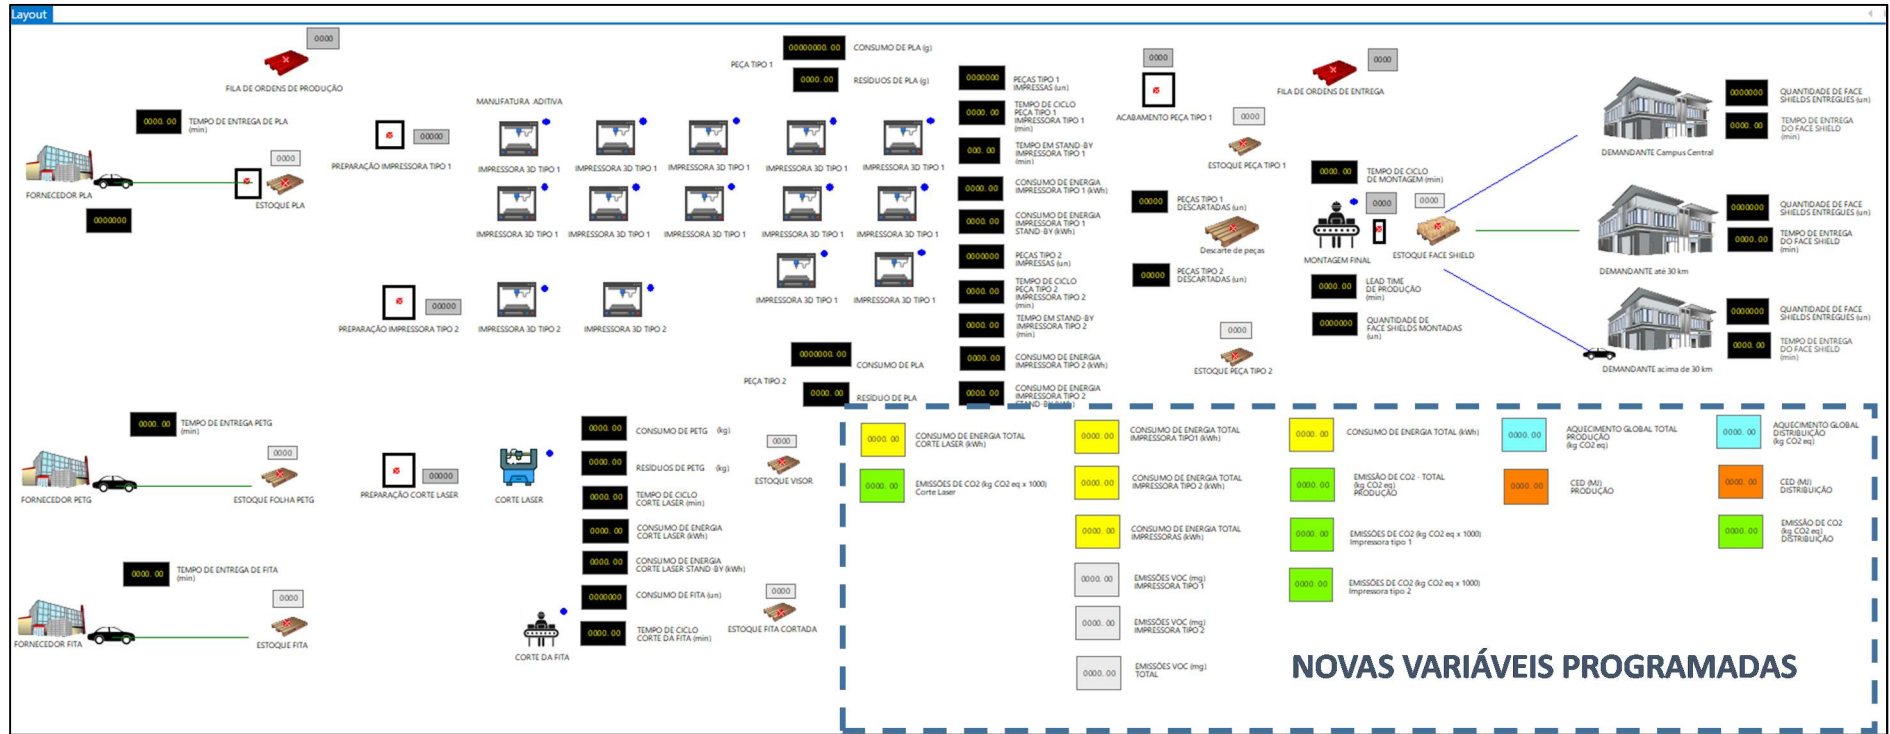 Layout
0000
FILA DE ORDENS DE PRODUÇÃO
0000. 00
TEMPO DE ENTREGA DE PLA
(min)
FORNECEDOR PLA
0000000
0000
ESTOQUE PLA
00000
PREPARAÇÃO IMPRESSORA TIPO 1
MANUFATURA ADITIVA
IMPRESSORA 3D TIPO 1
IMPRESSORA 3D TIPO 1
IMPRESSORA 3D TIPO 1
IMPRESSORA 3D TIPO 1
IMPRESSORA 3D TIPO 1
IMPRESSORA 3D TIPO 1
IMPRESSORA 3D TIPO 1
IMPRESSORA 3D TIPO 1
IMPRESSORA 3D TIPO 1
IMPRESSORA 3D TIPO 1
IMPRESSORA 3D TIPO 1
IMPRESSORA 3D TIPO 1
00000
PREPARAÇÃO IMPRESSORA TIPO 2
IMPRESSORA 3D TIPO 2
IMPRESSORA 3D TIPO 2
PEÇA TIPO 1
00000000. 00
CONSUMO DE PLA (g)
0000. 00
RESÍDUOS DE PLA (g)
PEÇA TIPO 2
0000000. 00
CONSUMO DE PLA
0000. 00
RESÍDUO DE PLA
0000000
PEÇAS TIPO 1
IMPRESSAS (un)
0000. 00
TEMPO DE CICLO
PEÇA TIPO 1
IMPRESSORA TIPO 1
(min)
000. 00
TEMPO EM STAND-BY
IMPRESSORA TIPO 1
(min)
0000. 00
CONSUMO DE ENERGIA
IMPRESSORA TIPO 1 (kWh)
0000. 00
CONSUMO DE ENERGIA
IMPRESSORA TIPO 1
STAND-BY (kWh)
0000000
PEÇAS TIPO 2
IMPRESSAS (un)
0000. 00
TEMPO DE CICLO
PEÇA TIPO 2
IMPRESSORA TIPO 2
(min)
0000. 00
TEMPO EM STAND-BY
IMPRESSORA TIPO 2
(min)
0000. 00
CONSUMO DE ENERGIA
IMPRESSORA TIPO 2 (kWh)
0000. 00
CONSUMO DE ENERGIA
IMPRESSORA TIPO 2
STAND-BY (kWh)
0000
ACABAMENTO PEÇA TIPO 1
0000
ESTOQUE PEÇA TIPO 1
00000
PEÇAS TIPO 1
DESCARTADAS (un)
Descarte de peças
00000
PEÇAS TIPO 2
DESCARTADAS (un)
0000
ESTOQUE PEÇA TIPO 2
0000
FILA DE ORDENS DE ENTREGA
0000. 00
TEMPO DE CICLO
DE MONTAGEM (min)
0000
MONTAGEM FINAL
0000
ESTOQUE FACE SHIELD
0000. 00
LEAD TIME
DE PRODUÇÃO
(min)
0000000
QUANTIDADE DE
FACE SHIELDS MONTADAS
(un)
DEMANDANTE Campus Central
0000000
QUANTIDADE DE FACE
SHIELDS ENTREGUES (un)
0000. 00
TEMPO DE ENTREGA
DO FACE SHIELD
(min)
DEMANDANTE até 30 km
0000000
QUANTIDADE DE FACE
SHIELDS ENTREGUES (un)
0000. 00
TEMPO DE ENTREGA
DO FACE SHIELD
(min)
DEMANDANTE acima de 30 km
0000000
QUANTIDADE DE FACE
SHIELDS ENTREGUES (un)
0000. 00
TEMPO DE ENTREGA
DO FACE SHIELD
(min)
0000. 00
TEMPO DE ENTREGA PETG
(min)
FORNECEDOR PETG
0000
ESTOQUE FOLHA PETG
00000
PREPARAÇÃO CORTE LASER
CORTE LASER
0000. 00
TEMPO DE ENTREGA DE FITA
(min)
FORNECEDOR FITA
0000
ESTOQUE FITA
CORTE DA FITA
0000. 00
CONSUMO DE PETG (kg)
0000. 00
RESÍDUOS DE PETG (kg)
0000. 00
TEMPO DE CICLO
CORTE LASER (min)
0000. 00
CONSUMO DE ENERGIA
CORTE LASER (kWh)
0000. 00
CONSUMO DE ENERGIA
CORTE LASER STAND-BY (kWh)
0000000
CONSUMO DE FITA (un)
0000. 00
TEMPO DE CICLO
CORTE DA FITA (min)
0000
ESTOQUE VISOR
0000
ESTOQUE FITA CORTADA
0000. 00
CONSUMO DE ENERGIA TOTAL
CORTE LASER (kWh)
0000. 00
EMISSÕES DE CO2 (kg CO2 eq x 1000)
Corte Laser
0000. 00
CONSUMO DE ENERGIA TOTAL
IMPRESSORA TIPO1 (kWh)
0000. 00
CONSUMO DE ENERGIA TOTAL
IMPRESSORA TIPO 2 (kWh)
0000. 00
CONSUMO DE ENERGIA TOTAL
IMPRESSORAS (kWh)
0000. 00
EMISSÕES VOC (mg)
IMPRESSORA TIPO 1
0000. 00
EMISSÕES VOC (mg)
IMPRESSORA TIPO 2
0000. 00
EMISSÕES VOC (mg)
TOTAL
0000. 00
CONSUMO DE ENERGIA TOTAL (kWh)
0000. 00
EMISSÃO DE CO2 - TOTAL
(kg CO2 eq)
PRODUÇÃO
0000. 00
EMISSÕES DE CO2 (kg CO2 eq x 1000)
Impressora tipo 1
0000. 00
EMISSÕES DE CO2 (kg CO2 eq x 1000)
Impressora tipo 2
0000. 00
AQUECIMENTO GLOBAL TOTAL
PRODUÇÃO
(kg CO2 eq)
0000. 00
CED (MJ)
PRODUÇÃO
0000. 00
AQUECIMENTO GLOBAL
DISTRIBUIÇÃO
(kg CO2 eq)
0000. 00
CED (MJ)
DISTRIBUIÇÃO
0000. 00
EMISSÃO DE CO2
(kg CO2 eq)
DISTRIBUIÇÃO
NOVAS VARIÁVEIS PROGRAMADAS